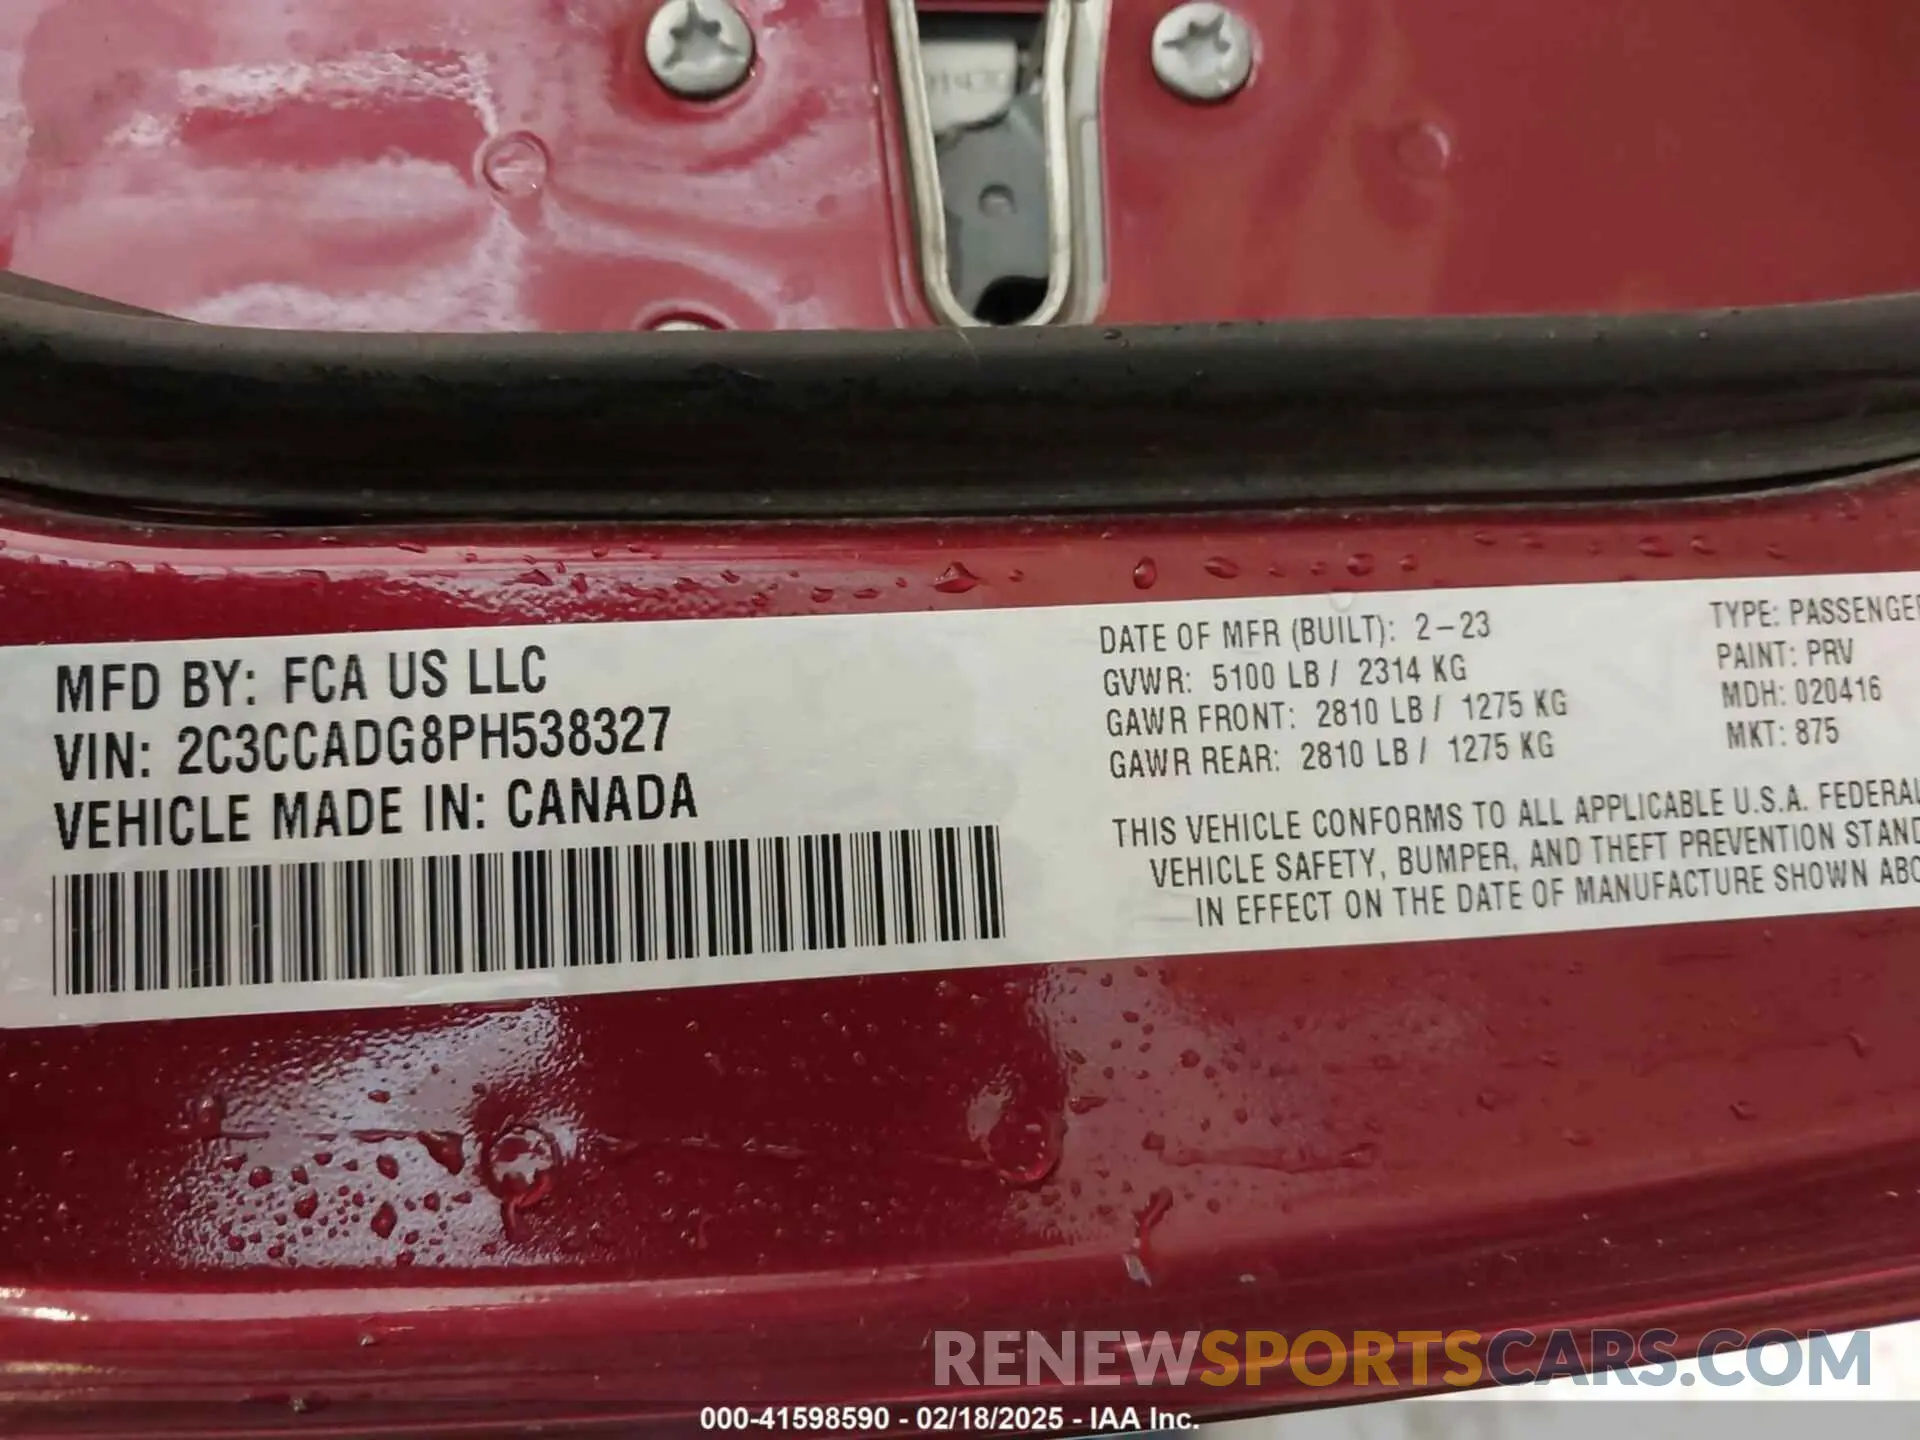 MFD BY: FCA US LLC
VIN: 2C3CCADG8PH538327
VEHICLE MADE IN: CANADA
DATE OF MFR (BUILT): 2-23
GVWR: 5100 LB / 2314 KG
GAWR FRONT: 2810 LB / 1275 KG
GAWR REAR: 2810 LB / 1275 KG
TYPE: PASSENGER
PAINT: PRV
MDH: 020416
MKT: 875
THIS VEHICLE CONFORMS TO ALL APPLICABLE U.S.A. FEDERAL
VEHICLE SAFETY, BUMPER, AND THEFT PREVENTION STAND
IN EFFECT ON THE DATE OF MANUFACTURE SHOWN ABO
RENEWSPORTSCARS.COM
000-41598590 - 02/18/2025 - IAA Inc.